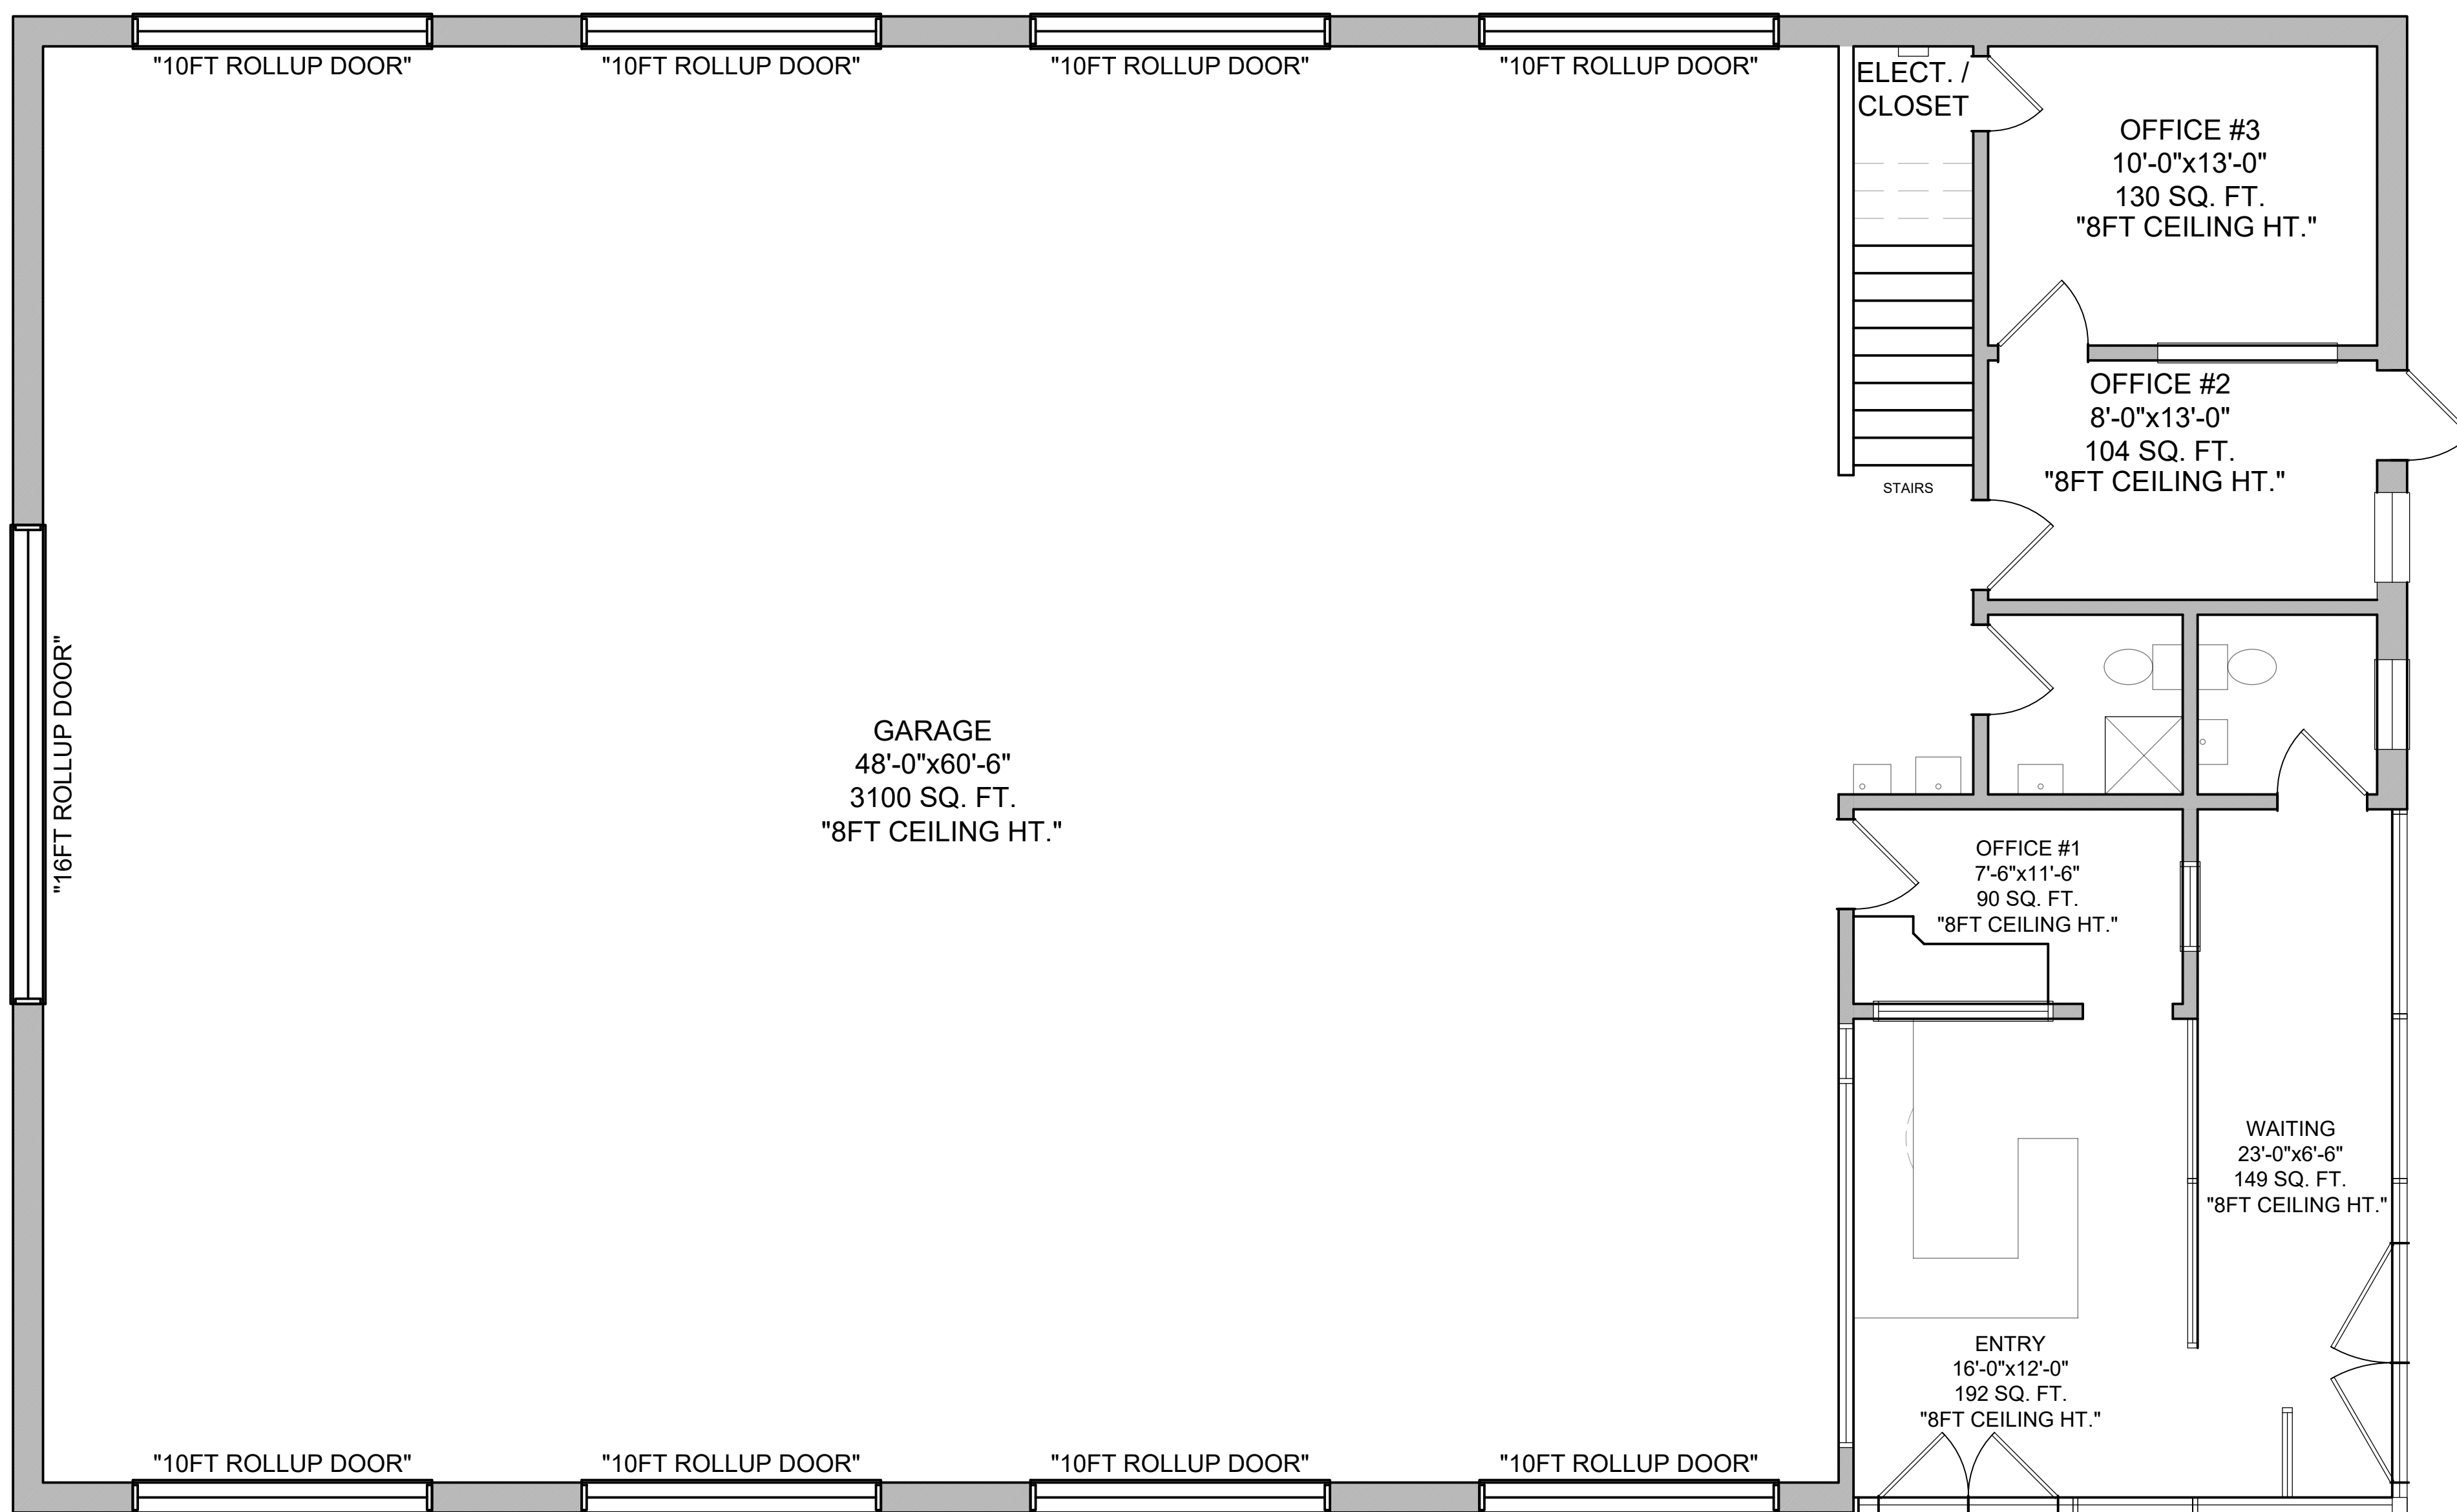 "10FT ROLLUP DOOR"
"10FT ROLLUP DOOR"
"10FT ROLLUP DOOR"
"10FT ROLLUP DOOR"
ELECT. /
CLOSET
OFFICE #3
10'-0"x13'-0"
130 SQ. FT.
"8FT CEILING HT."
OFFICE #2
8'-0"x13'-0"
104 SQ. FT.
"8FT CEILING HT."
STAIRS
"16FT ROLLUP DOOR"
GARAGE
48'-0"x60'-6"
3100 SQ. FT.
"8FT CEILING HT."
OFFICE #1
7'-6"x11'-6"
90 SQ. FT.
"8FT CEILING HT."
WAITING
23'-0"x6'-6"
149 SQ. FT.
"8FT CEILING HT."
ENTRY
16'-0"x12'-0"
192 SQ. FT.
"8FT CEILING HT."
"10FT ROLLUP DOOR"
"10FT ROLLUP DOOR"
"10FT ROLLUP DOOR"
"10FT ROLLUP DOOR"